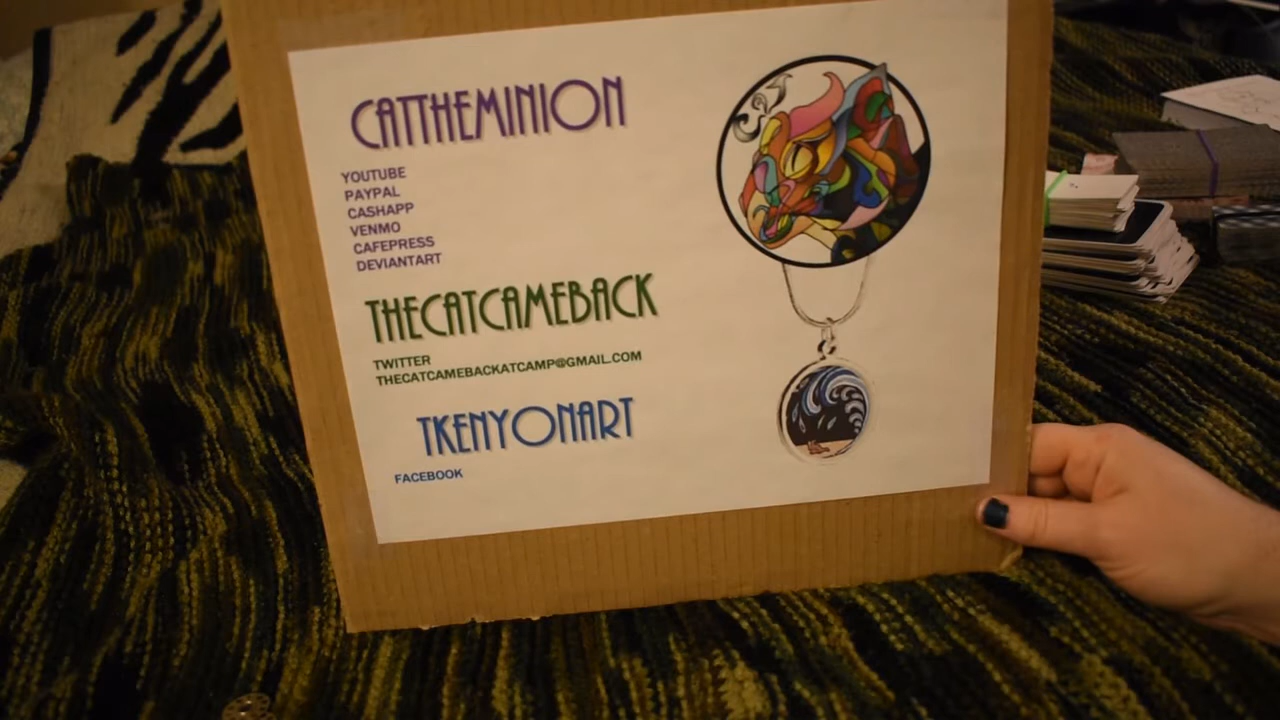 CATTHEMINION
YOUTUBE
PAYPAL
CASHAPP
VENMO
CAFEPRESS
DEVIANTART
THECATCAMEBACK
TWITTER
THECATCAMEBACKATCAMP@GMAIL.COM
TKENYONART
FACEBOOK